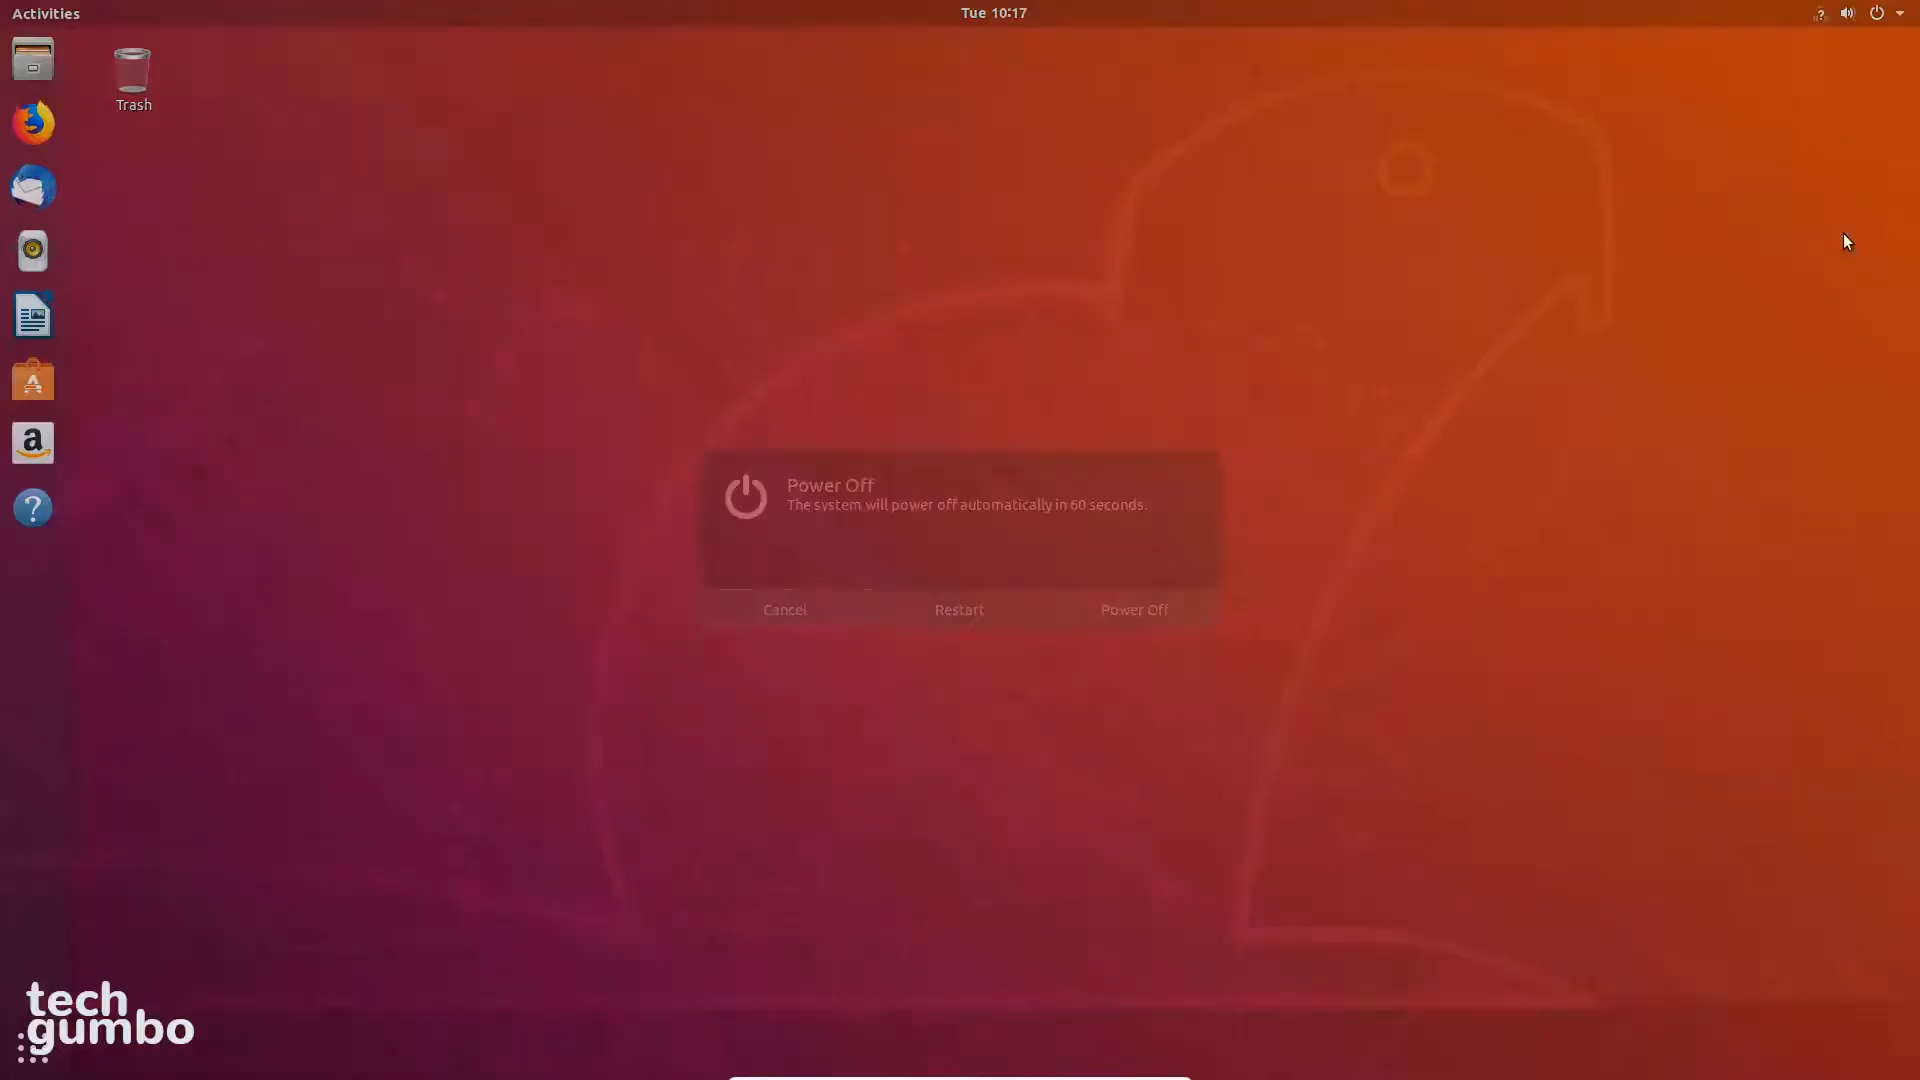 Activities
Tue 10:17
Trash
Power Off
The system will power off automatically in 60 seconds.
Cancel
Restart
Power Off
tech
gumbo